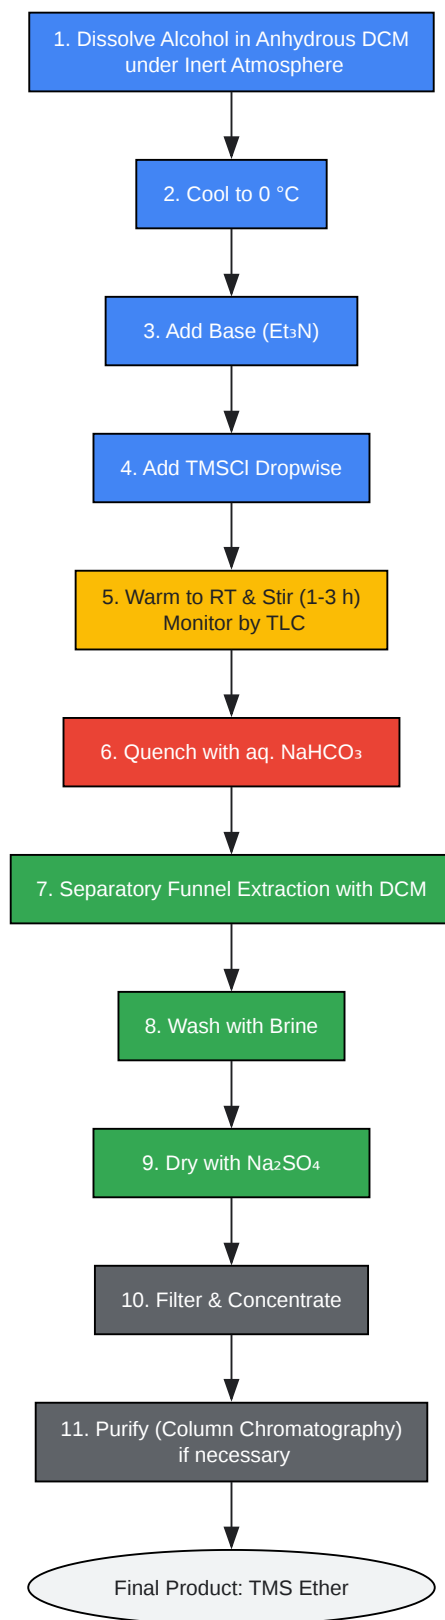 1. Dissolve Alcohol in Anhydrous DCM
under Inert Atmosphere
2. Cool to 0 °C
3. Add Base (Et₃N)
4. Add TMSCl Dropwise
5. Warm to RT & Stir (1-3 h)
Monitor by TLC
6. Quench with aq. NaHCO₃
7. Separatory Funnel Extraction with DCM
8. Wash with Brine
9. Dry with Na₂SO₄
10. Filter & Concentrate
11. Purify (Column Chromatography)
if necessary
Final Product: TMS Ether